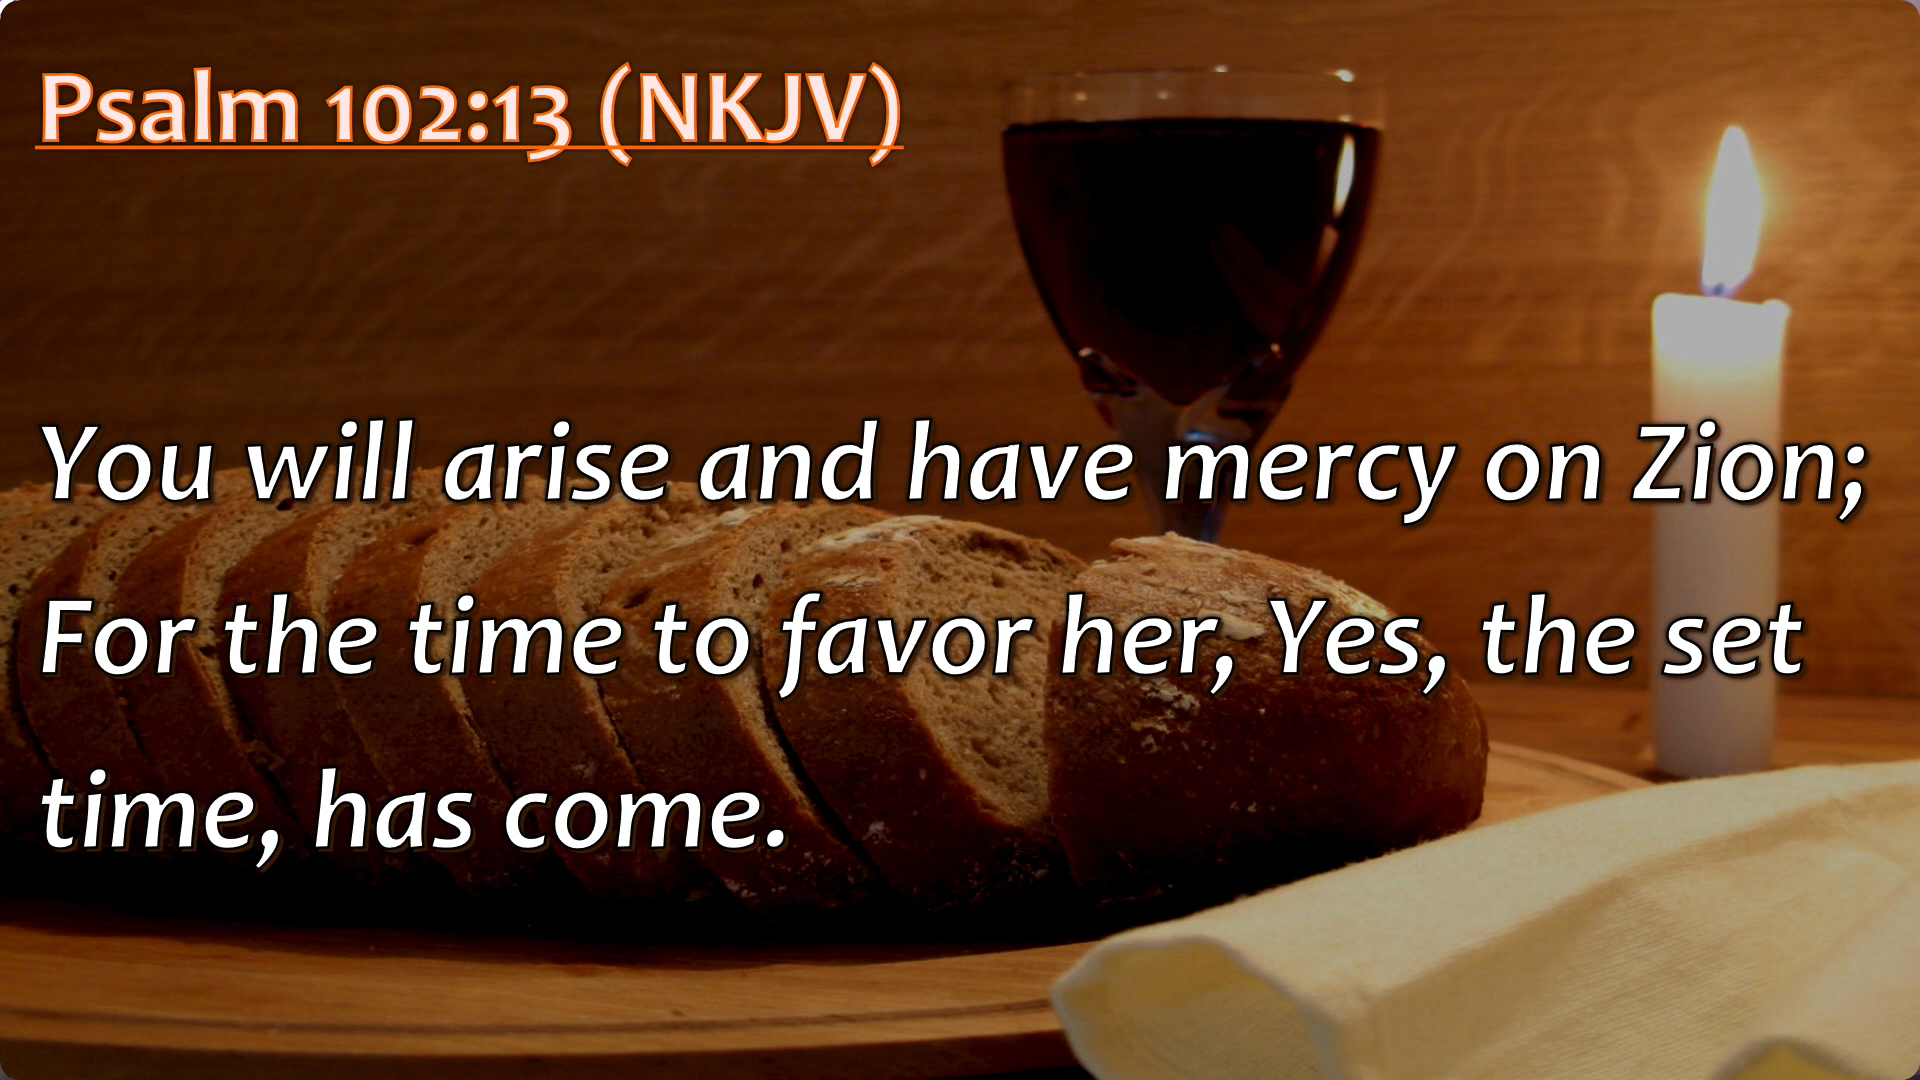 Psalm 102:13 (NKJV)
You will arise and have mercy on Zion;
For the time to favor her, Yes, the set
time, has come.